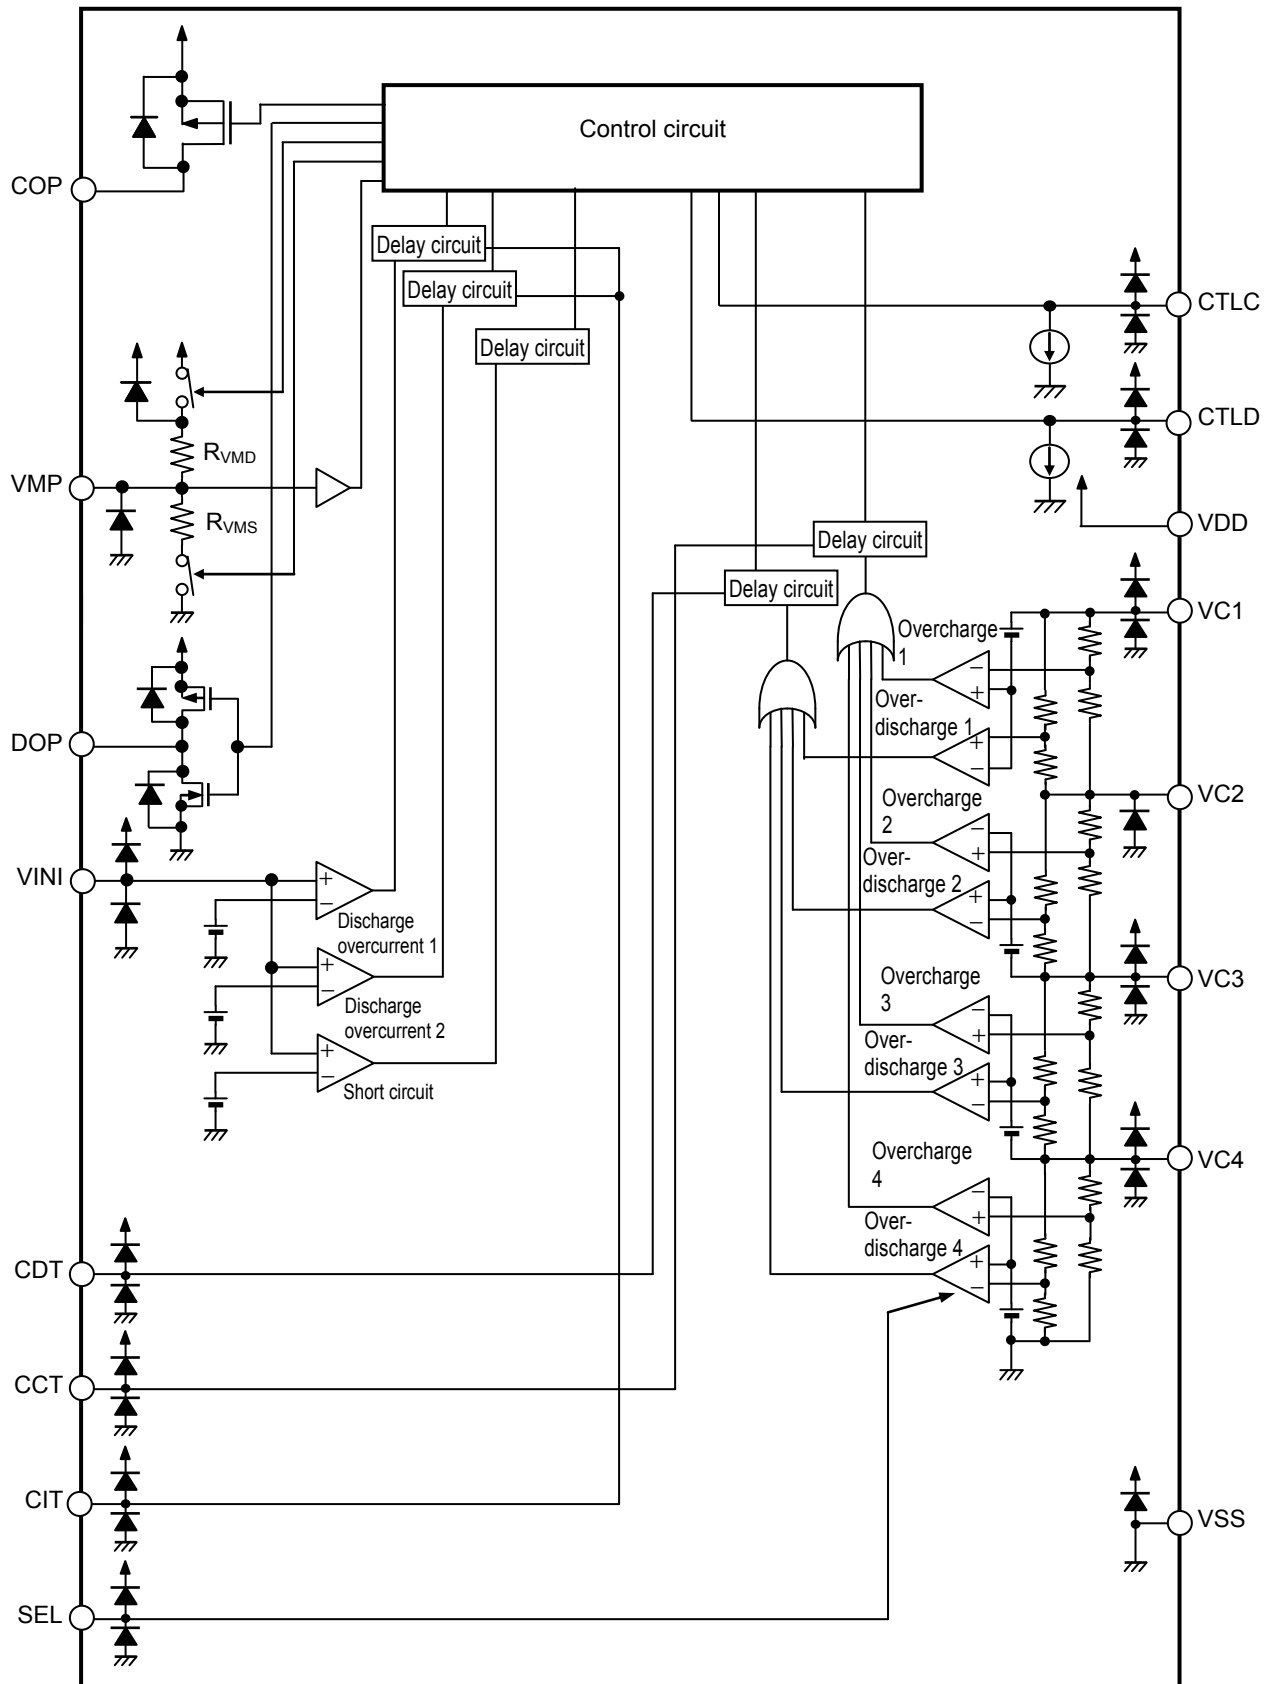 Control circuit
COP
Delay circuit
Delay circuit
Delay circuit
CTLC
CTLD
RVMD
VMP
RVMS
VDD
Delay circuit
Delay circuit
VC1
Overcharge
1
−
+
Over-
discharge 1
+
−
DOP
VC2
Overcharge
2
−
+
Over-
discharge 2
+
−
VINI
+
−
Discharge
overcurrent 1
+
−
Discharge
overcurrent 2
+
−
Short circuit
VC3
Overcharge
3
−
+
Over-
discharge 3
+
−
VC4
Overcharge
4
−
+
Over-
discharge 4
+
−
CDT
CCT
CIT
VSS
SEL